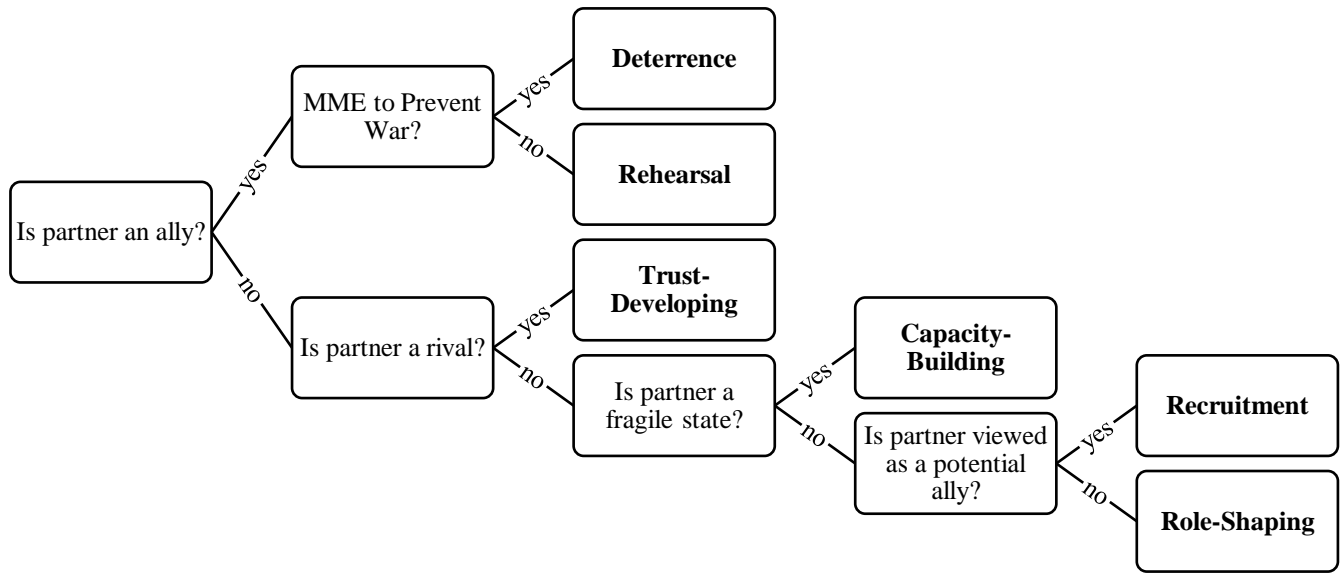 Is partner an ally?
yes
no
MME to Prevent
War?
yes
no
Deterrence
Rehearsal
Is partner a rival?
yes
no
Trust-
Developing
Is partner a
fragile state?
yes
no
Capacity-
Building
Is partner viewed
as a potential
ally?
yes
no
Recruitment
Role-Shaping